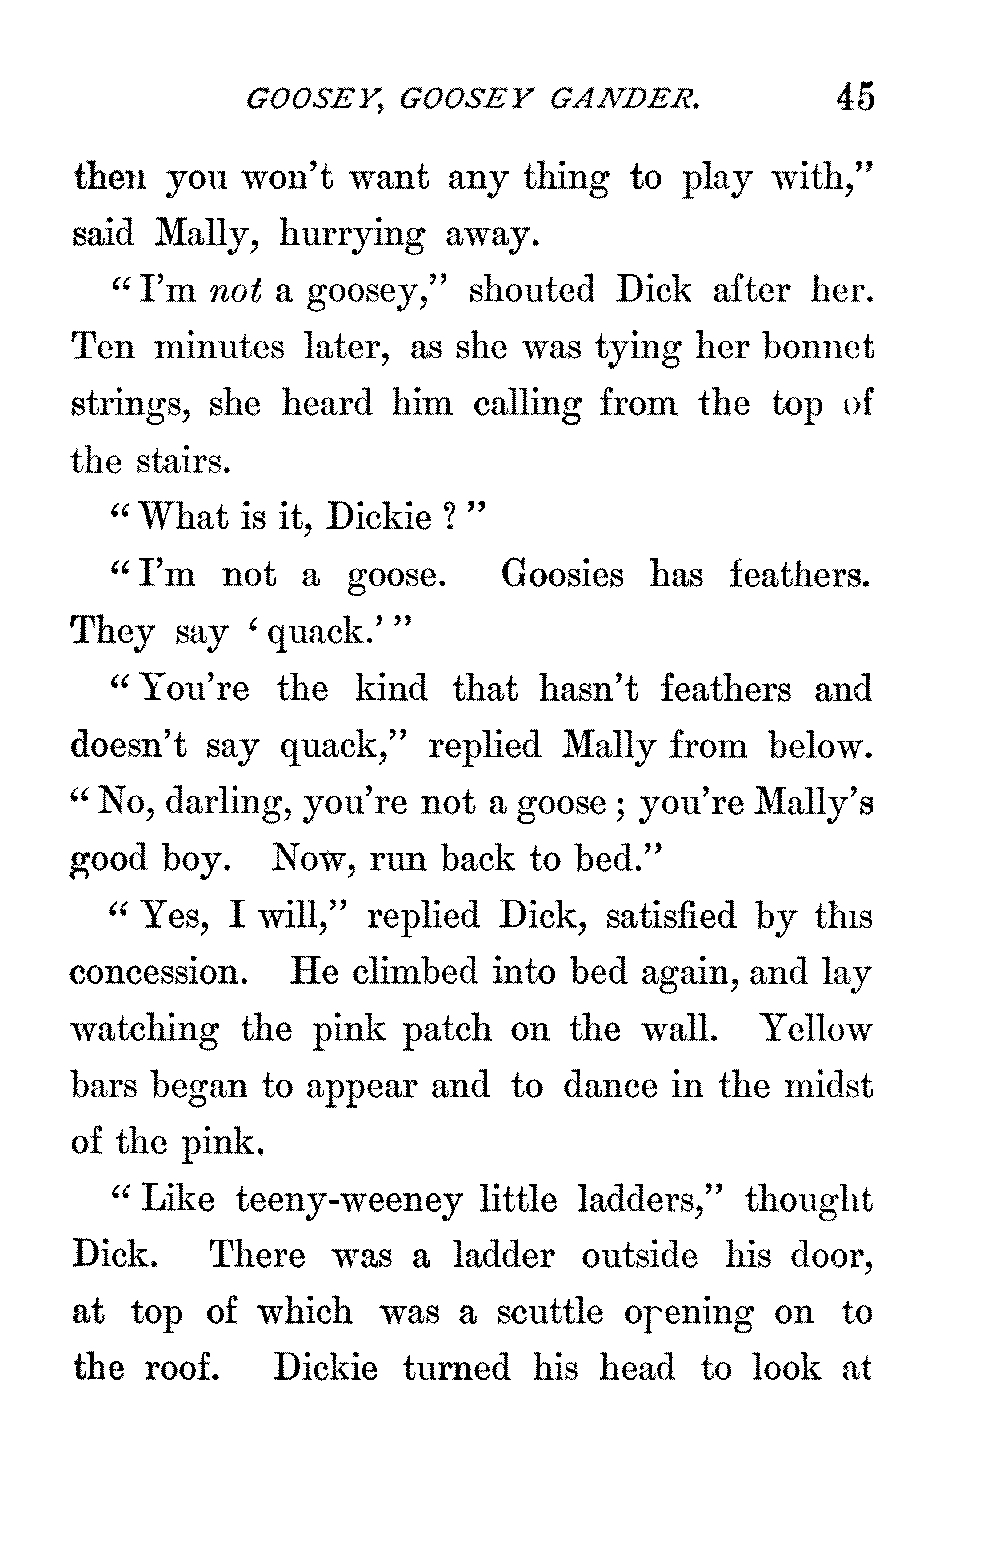 GOOSEY, GOOSEY GANDER. 45
then you won't want any thing to play with,"
said Mally, hurrying away.
"I'm not a goosey," shouted Dick after her.
Ten minutes later, as she was tying her bonnet
strings, she heard him calling from the top of
the stairs.
"What is it, Dickie?"
"I'm not a goose. Goosies has feathers.
They say 'quack.'"
"You're the kind that hasn't feathers and
doesn't say quack," replied Mally from below.
"No, darling, you're not a goose; you're Mally's
good boy. Now, run back to bed."
"Yes, I will," replied Dick, satisfied by this
concession. He climbed into bed again, and lay
watching the pink patch on the wall. Yellow
bars began to appear and to dance in the midst
of the pink.
"Like teeny-weeney little ladders," thought
Dick. There was a ladder outside his door,
at top of which was a scuttle opening on to
the roof. Dickie turned his head to look at